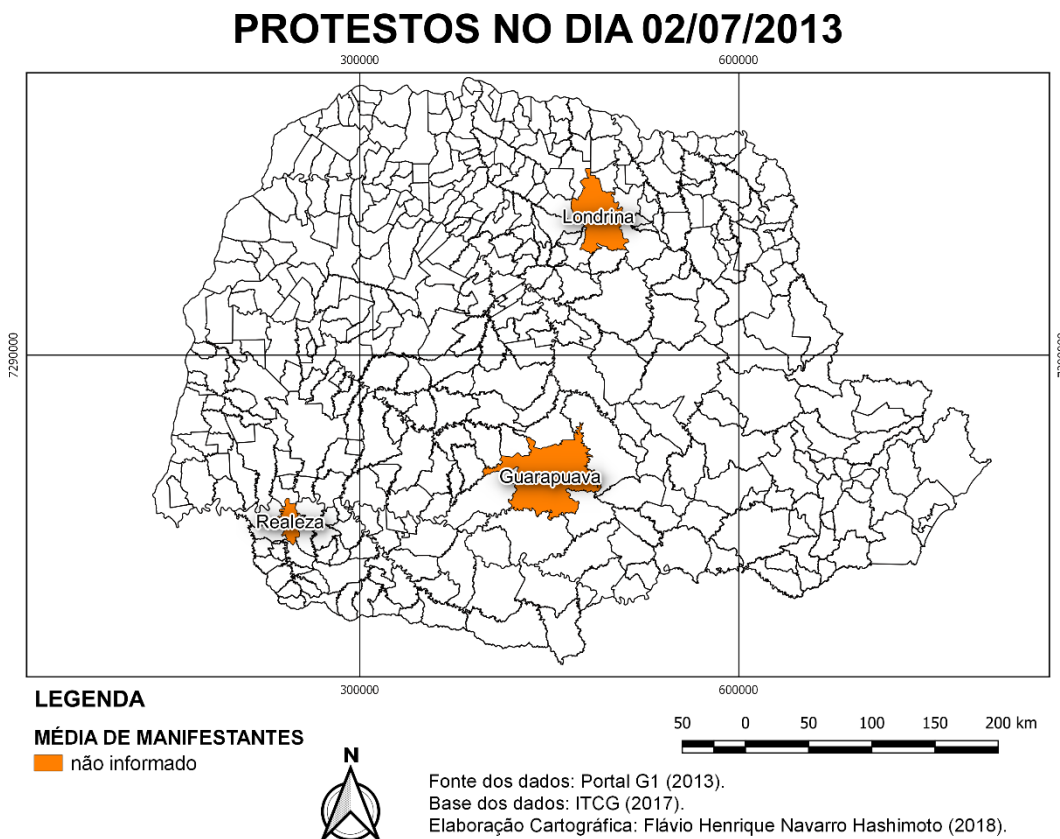 PROTESTOS NO DIA 02/07/2013
300000 600000
Londrina
7290000
Guarapuava
Realeza
300000 600000
LEGENDA
MÉDIA DE MANIFESTANTES
não informado
N
50 0 50 100 150 200 km
Fonte dos dados: Portal G1 (2013).
Base dos dados: ITCG (2017).
Elaboração Cartográfica: Flávio Henrique Navarro Hashimoto (2018).